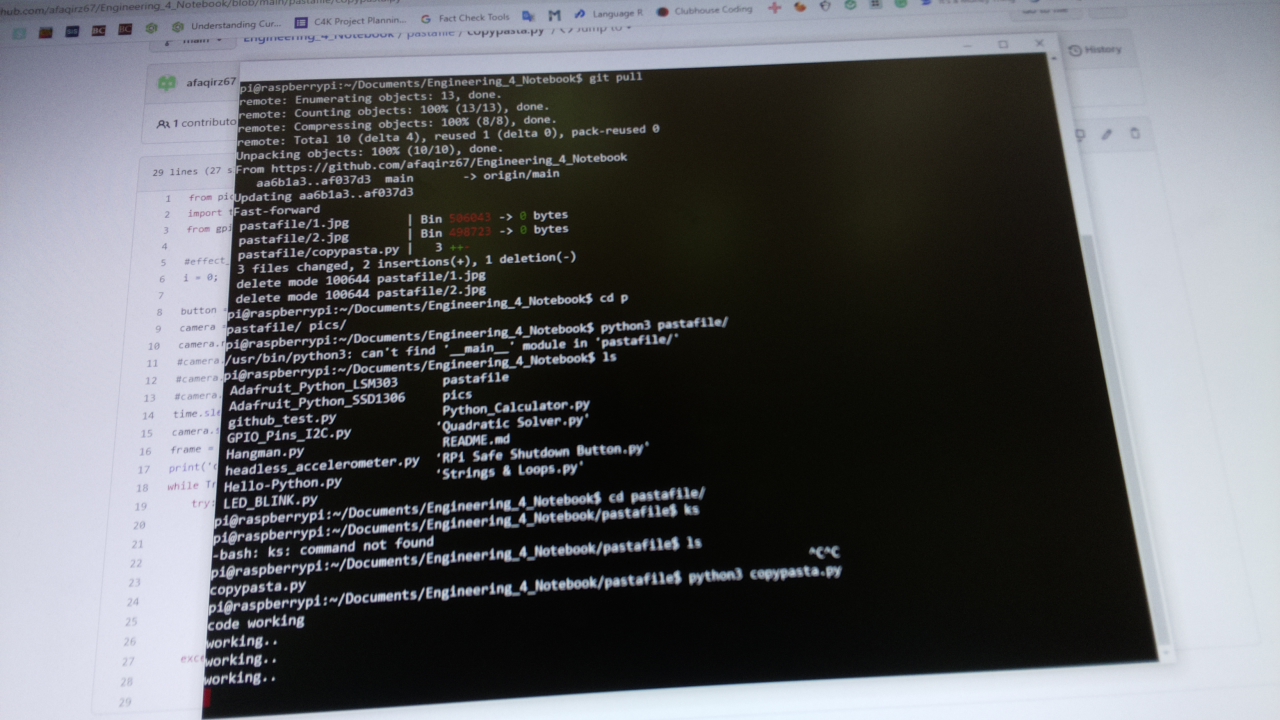 hub.com/afaqirz67/Engineering_4_Notebook/blob/main/pastafile/copypasta.py
BC
BC
Understanding Cur...
C4K Project Plannin...
Fact Check Tools
Language R
Clubhouse Coding
main
Engineering_4_Notebook / pastafile / copypasta.py / <> Jump to
History
afaqirz67
1 contributo
29 lines (27 s
1 from pic
2 import t
3 from gpi
4
5 #effect_
6 i = 0;
7
8 button
9 camera
10 camera.r
11 #camera.
12 #camera.
13 #camera.
14 time.sle
15 camera.s
16 frame =
17 print('c
18 while Tr
19 try:
20
21
22
23
24
25
26
27 exce
28
29
pi@raspberrypi:~/Documents/Engineering_4_Notebook$ git pull
remote: Enumerating objects: 13, done.
remote: Counting objects: 100% (13/13), done.
remote: Compressing objects: 100% (8/8), done.
remote: Total 10 (delta 4), reused 1 (delta 0), pack-reused 0
Unpacking objects: 100% (10/10), done.
From https://github.com/afaqirz67/Engineering_4_Notebook
aa6b1a3..af037d3 main -> origin/main
Updating aa6b1a3..af037d3
Fast-forward
pastafile/1.jpg | Bin 506043 -> 0 bytes
pastafile/2.jpg | Bin 498723 -> 0 bytes
pastafile/copypasta.py | 3 ++-
3 files changed, 2 insertions(+), 1 deletion(-)
delete mode 100644 pastafile/1.jpg
delete mode 100644 pastafile/2.jpg
pi@raspberrypi:~/Documents/Engineering_4_Notebook$ cd p
pastafile/ pics/
pi@raspberrypi:~/Documents/Engineering_4_Notebook$ python3 pastafile/
/usr/bin/python3: can't find '__main__' module in 'pastafile/'
pi@raspberrypi:~/Documents/Engineering_4_Notebook$ ls
Adafruit_Python_LSM303 pastafile
Adafruit_Python_SSD1306 pics
github_test.py Python_Calculator.py
GPIO_Pins_I2C.py 'Quadratic Solver.py'
Hangman.py README.md
headless_accelerometer.py 'RPi Safe Shutdown Button.py'
Hello-Python.py 'Strings & Loops.py'
LED_BLINK.py
pi@raspberrypi:~/Documents/Engineering_4_Notebook$ cd pastafile/
pi@raspberrypi:~/Documents/Engineering_4_Notebook/pastafile$ ks
-bash: ks: command not found
pi@raspberrypi:~/Documents/Engineering_4_Notebook/pastafile$ ls
copypasta.py
pi@raspberrypi:~/Documents/Engineering_4_Notebook/pastafile$ python3 copypasta.py
^C^C
code working
working..
working..
working..